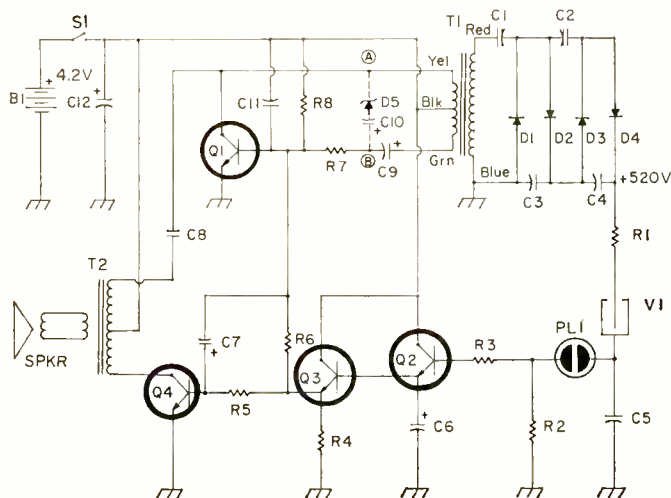 S1
T1
C1
C2
Red
4.2V
A
Yel
B1
+
C12
+
C11
R8
D5
Blk
C10
+
D1
D2
D3
D4
Q1
R7
B
C9
+
Grn
Blue
C3
C4
+520V
C8
R1
T2
V1
SPKR
C7
+
R6
Q3
Q2
R3
PL1
Q4
R5
R4
+
C6
R2
C5